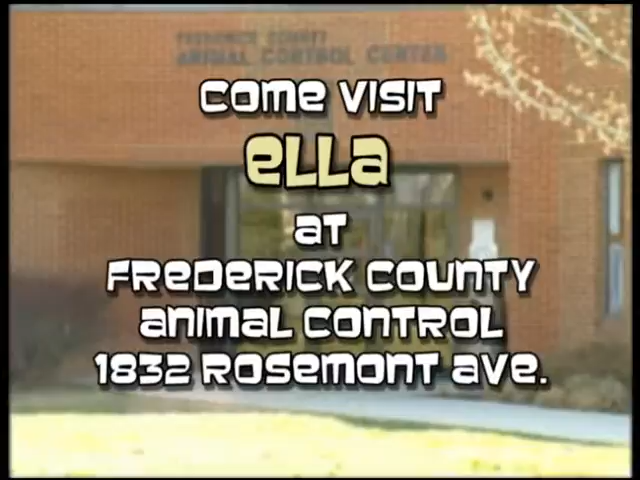 FREDERICK COUNTY
ANIMAL CONTROL CENTER
COME VISIT
ELLA
AT
FREDERICK COUNTY
ANIMAL CONTROL
1832 ROSEMONT AVE.